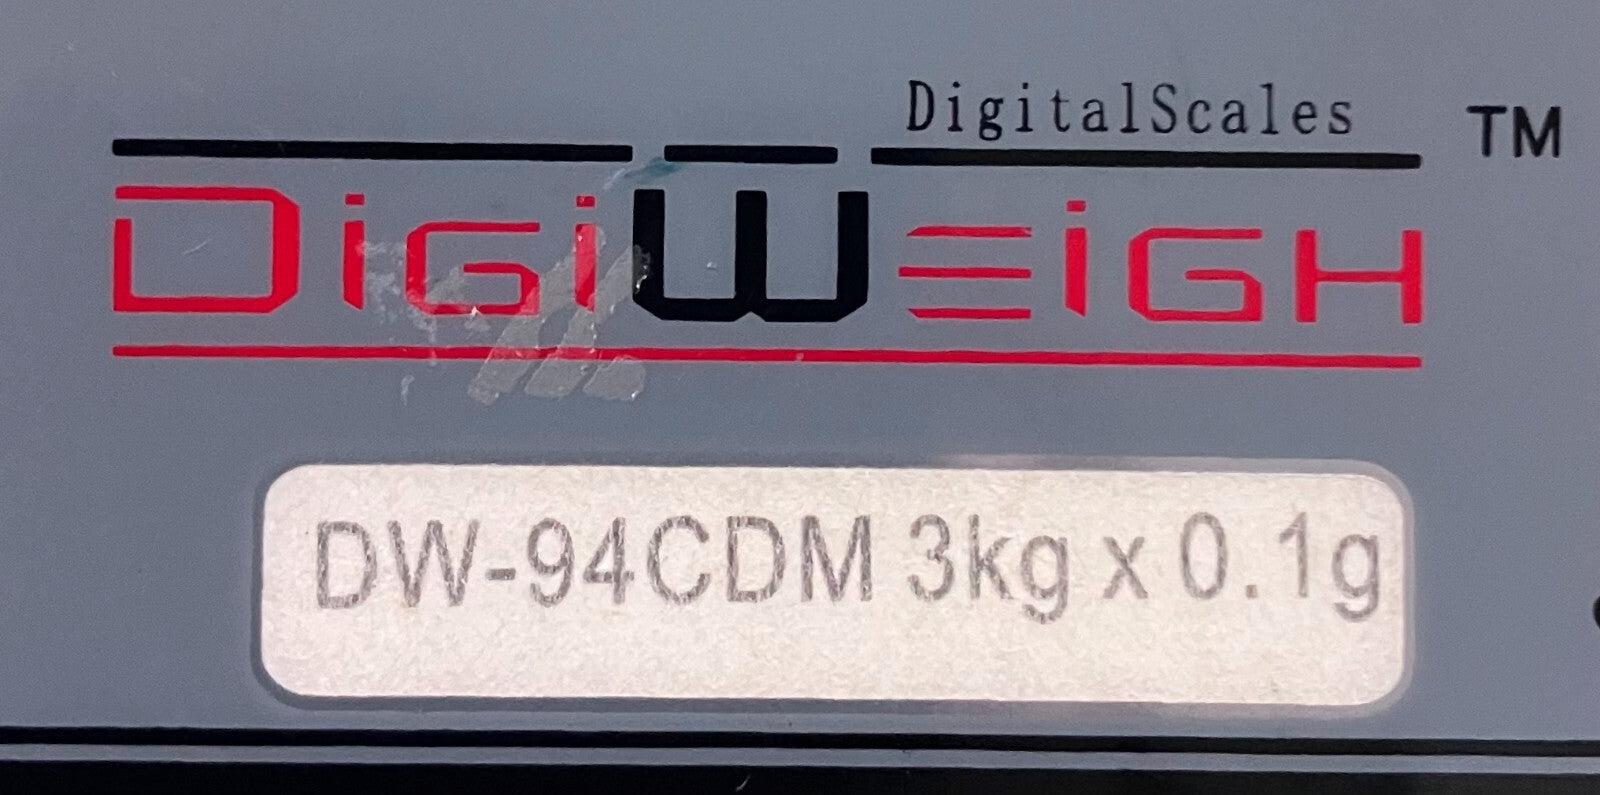 DigitalScales TM
DiGiWEiGH
DW-94CDM 3kg x 0.1g